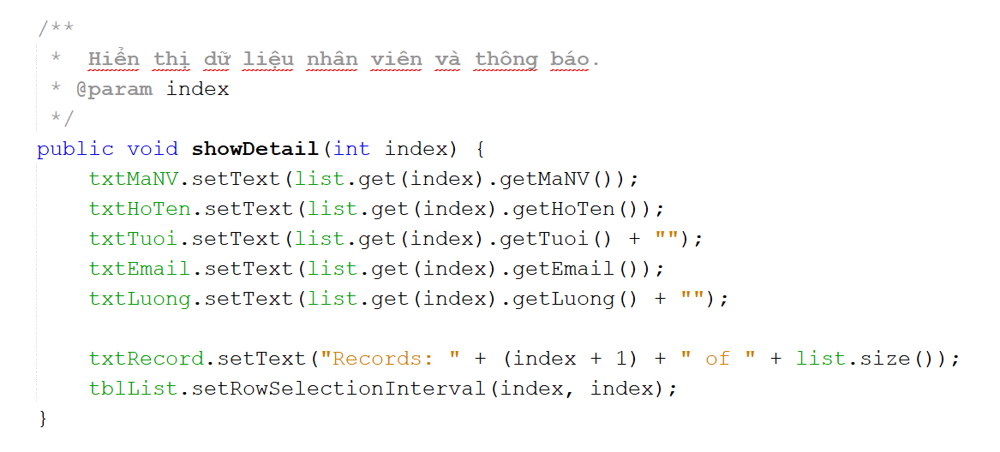 /**
 *  Hiển thị dữ liệu nhân viên và thông báo.
 * @param index
 */
public void showDetail(int index) {
    txtMaNV.setText(list.get(index).getMaNV());
    txtHoTen.setText(list.get(index).getHoTen());
    txtTuoi.setText(list.get(index).getTuoi() + "");
    txtEmail.setText(list.get(index).getEmail());
    txtLuong.setText(list.get(index).getLuong() + "");

    txtRecord.setText("Records: " + (index + 1) + " of " + list.size());
    tblList.setRowSelectionInterval(index, index);
}